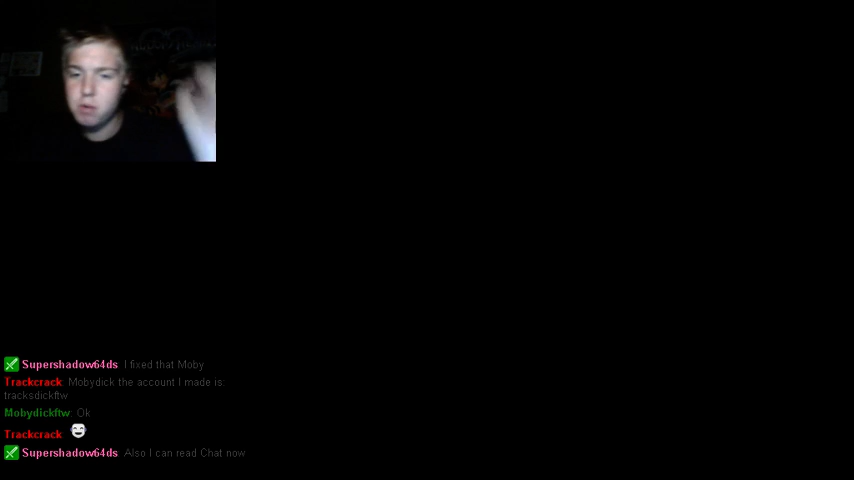 Supershadow64ds I fixed that Moby
Trackcrack: Mobydick the account I made is
tracksdickftw
Mobydickftw: Ok
Trackcrack
Supershadow64ds Also I can read Chat now